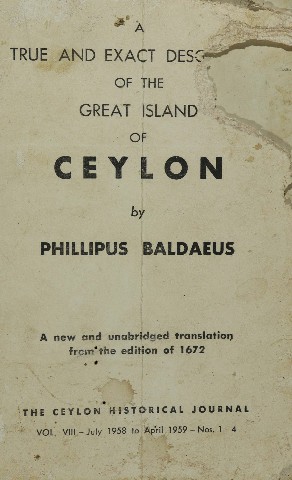 A
TRUE AND EXACT DESC
OF THE
GREAT ISLAND
OF
CEYLON
by
PHILLIPUS BALDAEUS
A new and unabridged translation
from the edition of 1672
THE CEYLON HISTORICAL JOURNAL
VOL. VIII,—July 1958 to April 1959—Nos. 1 4